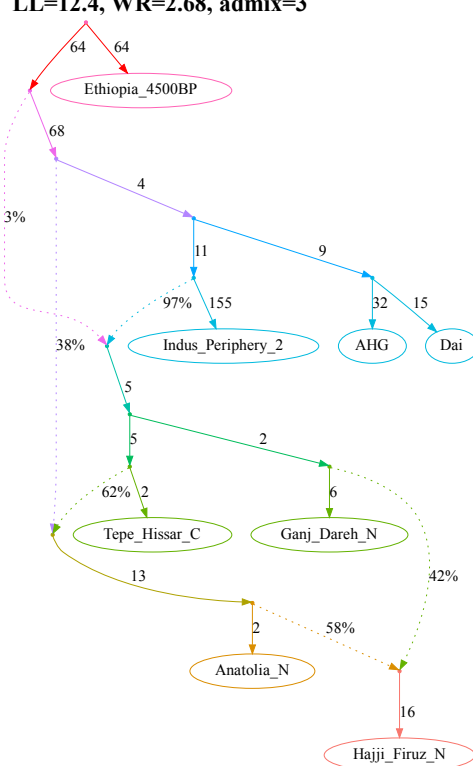 LL=12.4, WR=2.68, admix=3
64
64
Ethiopia_4500BP
68
4
3%
11
9
97%
155
32
15
38%
Indus_Periphery_2
AHG
Dai
5
5
2
62%
2
6
Tepe_Hissar_C
Ganj_Dareh_N
13
42%
2
58%
Anatolia_N
16
Hajji_Firuz_N